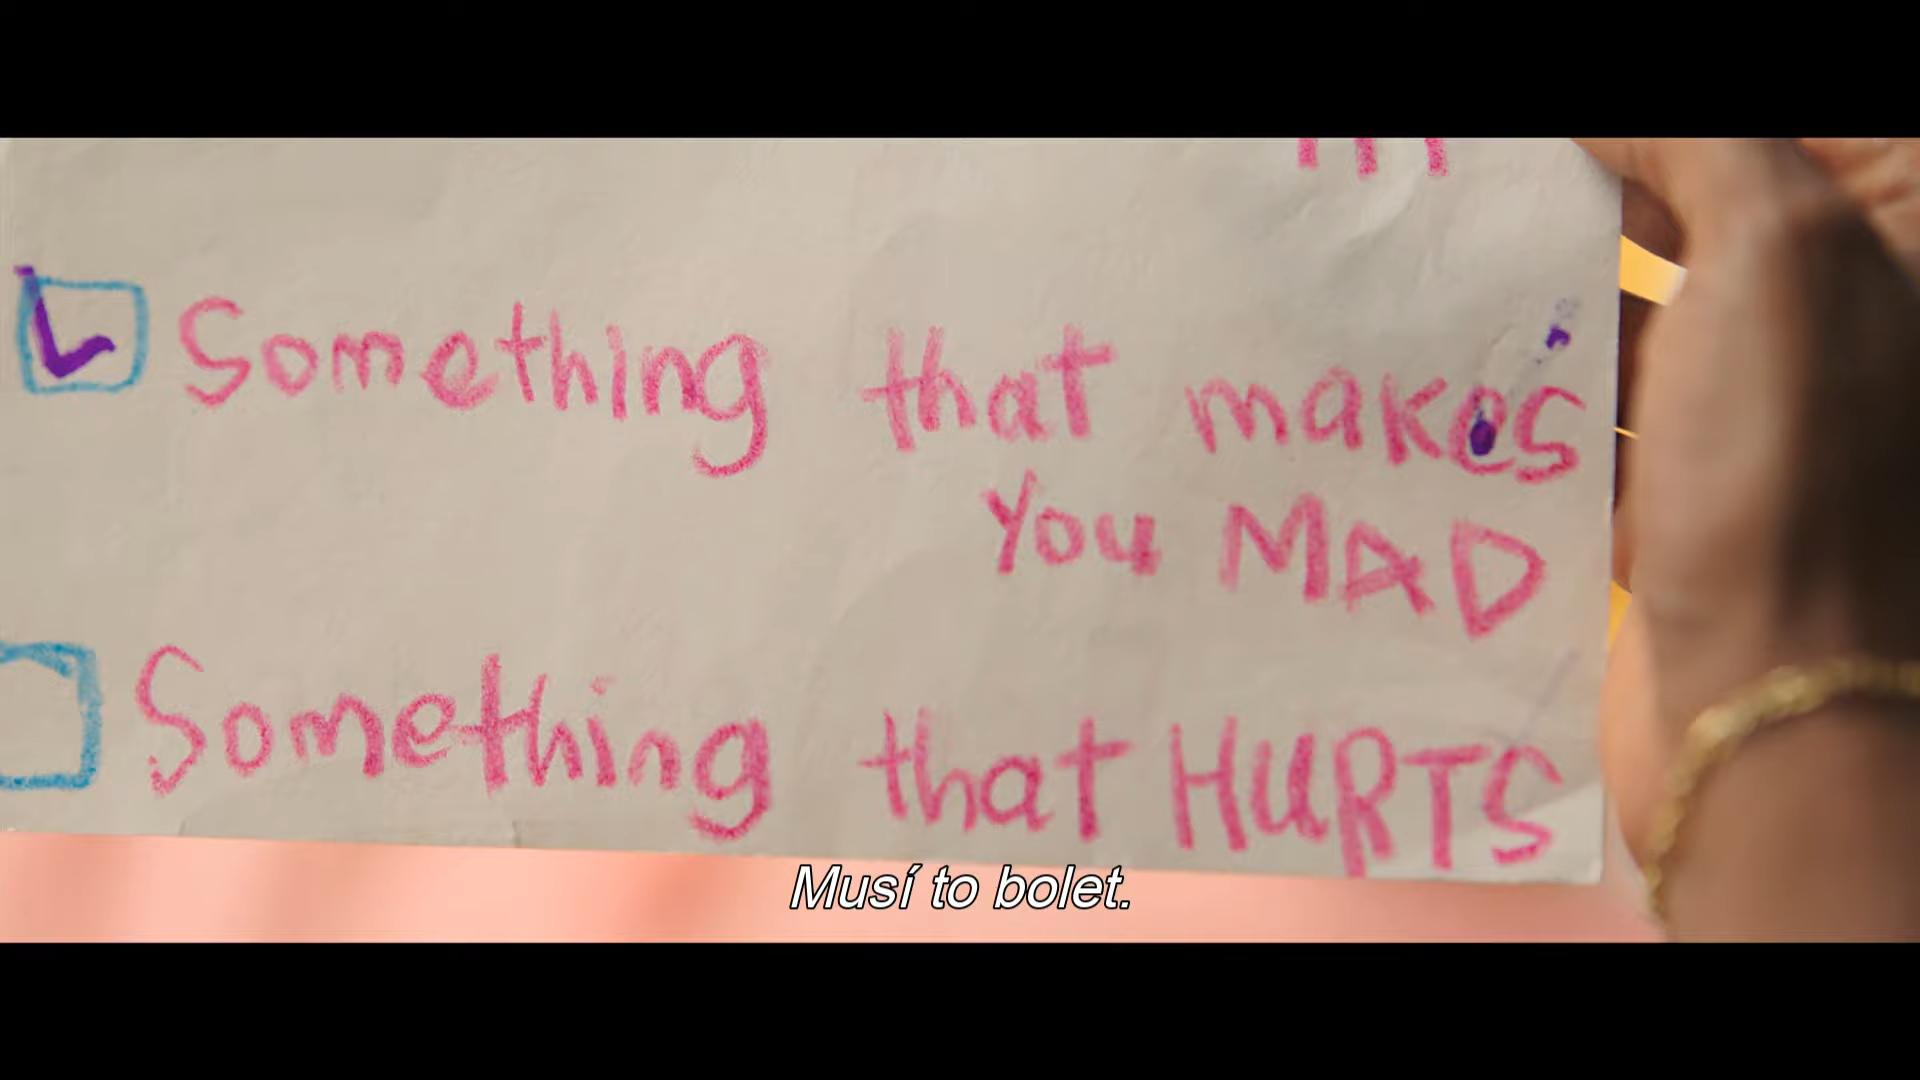 Something that makes
You MAD
Something that HURTS
Musí to bolet.